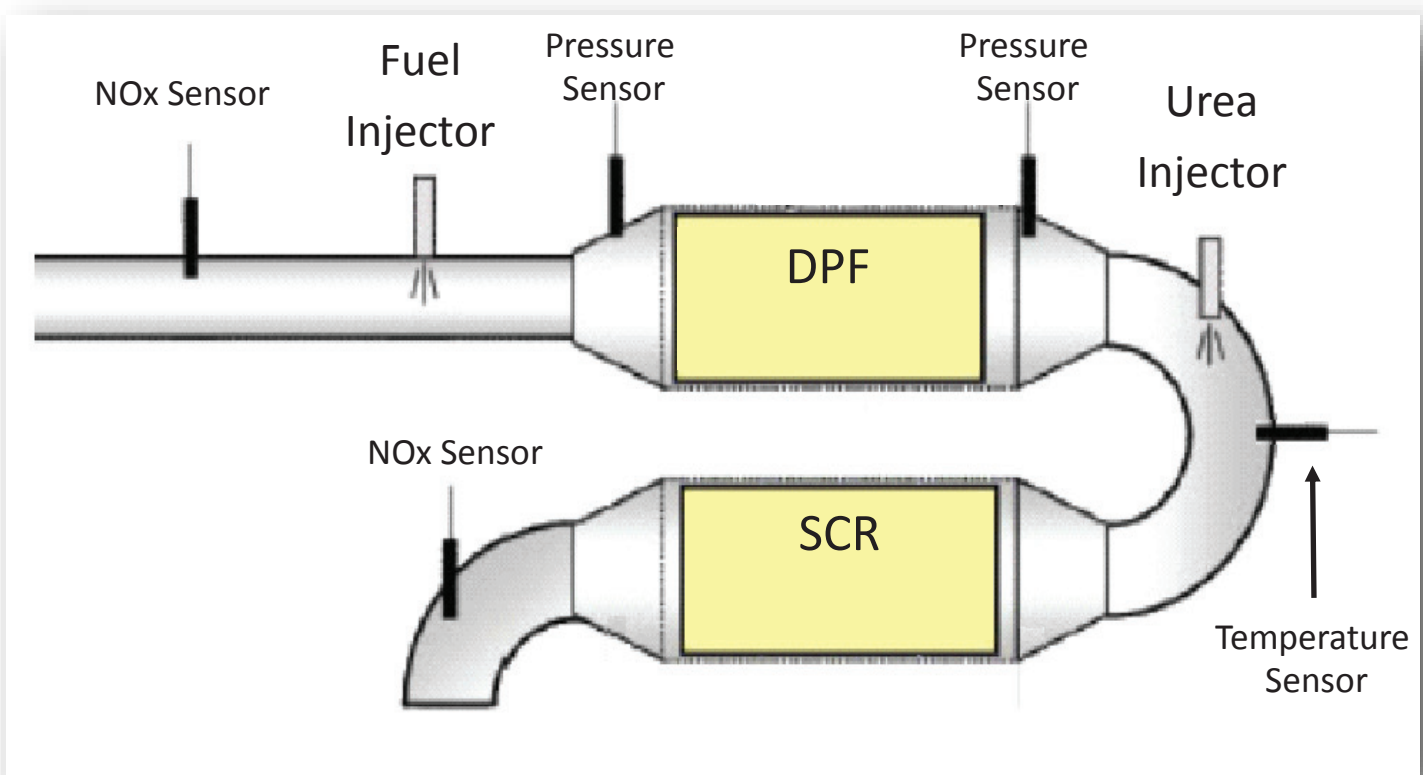 NOx Sensor
Fuel
Injector
Pressure
Sensor
Pressure
Sensor
Urea
Injector
DPF
NOx Sensor
SCR
Temperature
Sensor